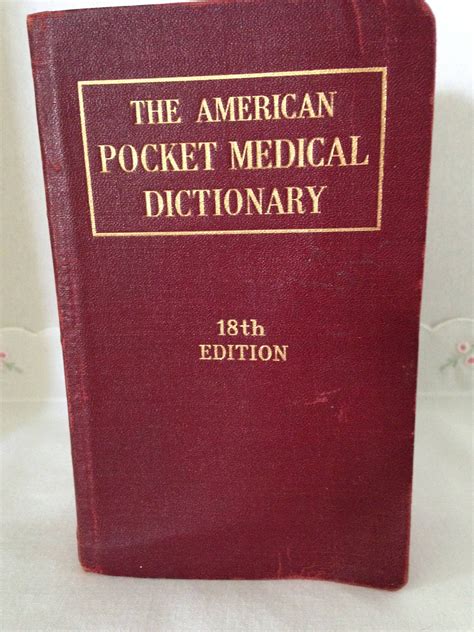 THE AMERICAN
POCKET MEDICAL
DICTIONARY
18th
EDITION